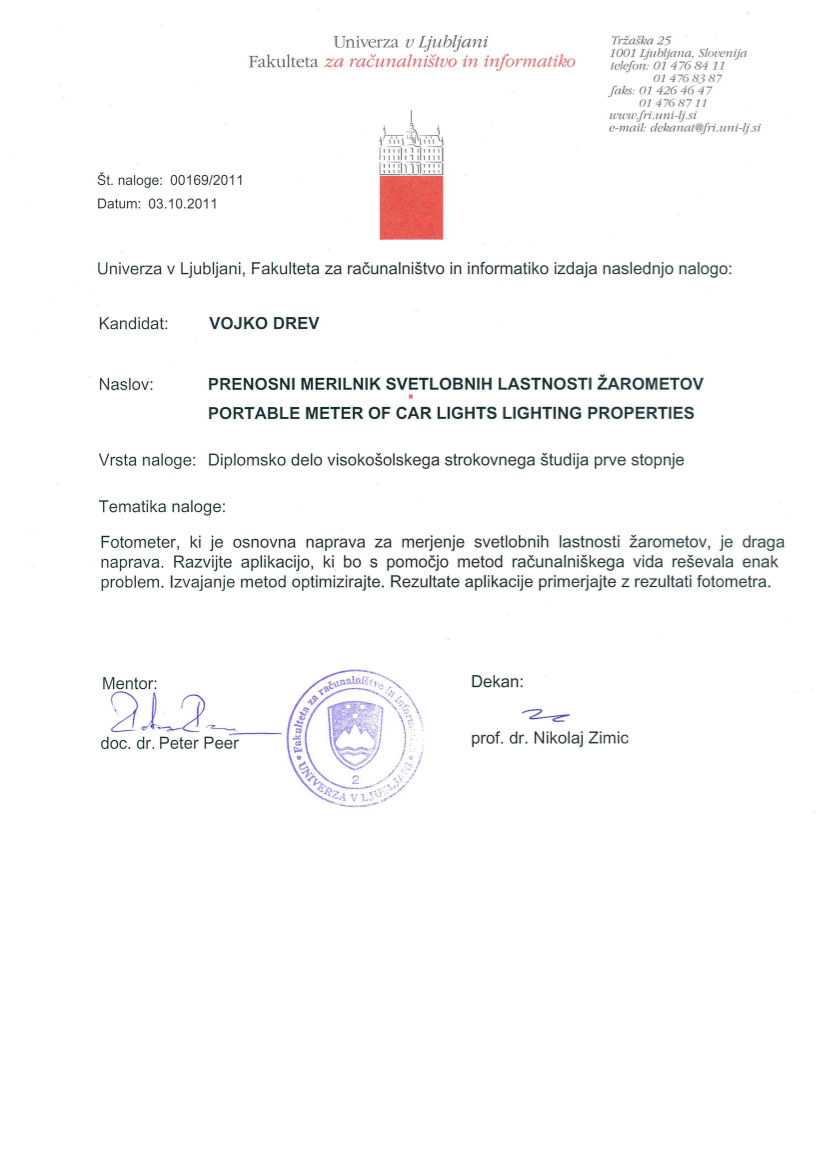 Univerza v Ljubljani
Fakulteta za računalništvo in informatiko
Tržaška 25
1001 Ljubljana, Slovenija
telefon: 01 476 84 11
01 476 83 87
faks: 01 426 46 47
01 476 87 11
www.fri.uni-lj.si
e-mail: dekanat@fri.uni-lj.si
Št. naloge: 00169/2011
Datum: 03.10.2011
Univerza v Ljubljani, Fakulteta za računalništvo in informatiko izdaja naslednjo nalogo:
Kandidat: VOJKO DREV
Naslov: PRENOSNI MERILNIK SVETLOBNIH LASTNOSTI ŽAROMETOV
PORTABLE METER OF CAR LIGHTS LIGHTING PROPERTIES
Vrsta naloge: Diplomsko delo visokošolskega strokovnega študija prve stopnje
Tematika naloge:
Fotometer, ki je osnovna naprava za merjenje svetlobnih lastnosti žarometov, je draga
naprava. Razvijte aplikacijo, ki bo s pomočjo metod računalniškega vida reševala enak
problem. Izvajanje metod optimizirajte. Rezultate aplikacije primerjajte z rezultati fotometra.
Mentor:
doc. dr. Peter Peer
Fakulteta za računalništvo in informatiko
UNIVERZA V LJUBLJANI
2
Dekan:
prof. dr. Nikolaj Zimic